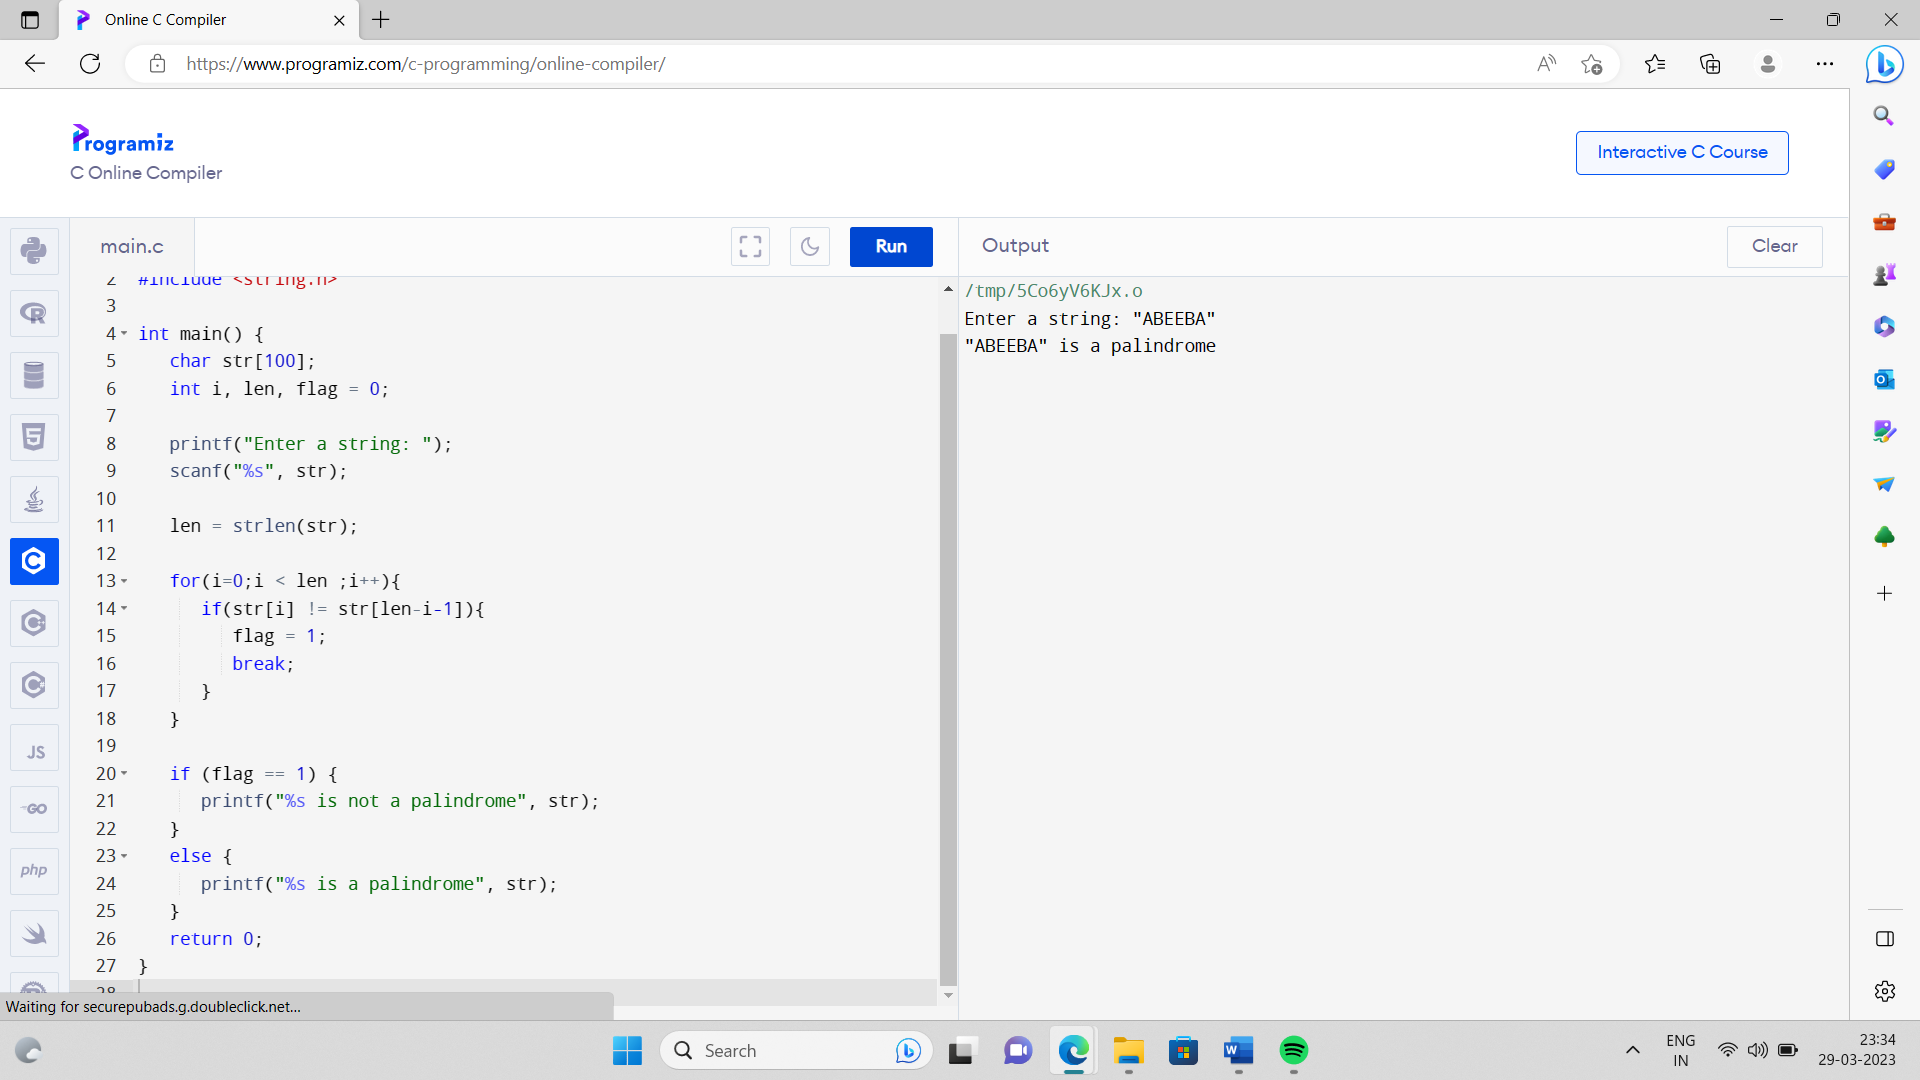 Online C Compiler
https://www.programiz.com/c-programming/online-compiler/
Programiz
C Online Compiler
Interactive C Course
main.c
Run
Output
Clear
2 #include <string.h>
3
4 int main() {
5 char str[100];
6 int i, len, flag = 0;
7
8 printf("Enter a string: ");
9 scanf("%s", str);
10
11 len = strlen(str);
12
13 for(i=0;i < len ;i++){
14 if(str[i] != str[len-i-1]){
15 flag = 1;
16 break;
17 }
18 }
19
20 if (flag == 1) {
21 printf("%s is not a palindrome", str);
22 }
23 else {
24 printf("%s is a palindrome", str);
25 }
26 return 0;
27 }
28
/tmp/5Co6yV6KJx.o
Enter a string: "ABEEBA"
"ABEEBA" is a palindrome
JS
GO
php
Waiting for securepubads.g.doubleclick.net...
Search
ENG
IN
23:34
29-03-2023